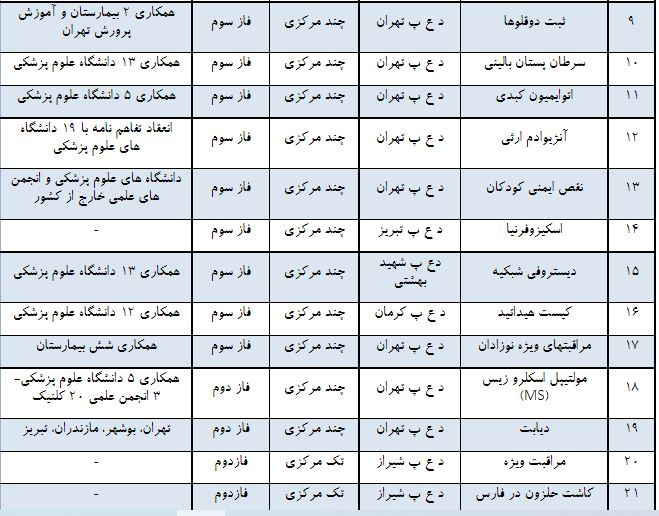 ۹ ثبت دوقلوها د ع پ تهران چند مرکزی فاز سوم همکاری ۲ بیمارستان و آموزش
پرورش تهران
۱۰ سرطان پستان بالینی د ع پ تهران چند مرکزی فاز سوم همکاری ۱۳ دانشگاه علوم پزشکی
۱۱ اتوایمیون کبدی د ع پ تهران چند مرکزی فاز سوم همکاری ۵ دانشگاه علوم پزشکی
۱۲ آنژیوادم ارثی د ع پ تهران چند مرکزی فاز سوم انعقاد تفاهم نامه با ۱۹ دانشگاه
های علوم پزشکی
۱۳ نقص ایمنی کودکان د ع پ تهران چند مرکزی فاز سوم دانشگاه های علوم پزشکی و انجمن
های علمی خارج از کشور
۱۴ اسکیزوفرنیا د ع پ تبریز چند مرکزی فاز سوم -
۱۵ دیستروفی شبکیه دع پ شهید
بهشتی چند مرکزی فاز سوم همکاری ۱۳ دانشگاه علوم پزشکی
۱۶ کیست هیداتید د ع پ کرمان چند مرکزی فاز سوم همکاری ۱۲ دانشگاه علوم پزشکی
۱۷ مراقبتهای ویژه نوزادان د ع پ تهران چند مرکزی فاز سوم همکاری شش بیمارستان
۱۸ مولتیپل اسکلرو زیس
(MS) د ع پ تهران چند مرکزی فاز دوم همکاری ۵ دانشگاه علوم پزشکی-
۳ انجمن علمی ۲۰ کلنیک
۱۹ دیابت د ع پ تهران چند مرکزی فاز دوم تهران، بوشهر، مازندران، تبریز
۲۰ مراقبت ویژه د ع پ شیراز تک مرکزی فازدوم -
۲۱ کاشت حلزون در فارس د ع پ شیراز تک مرکزی فازدوم -